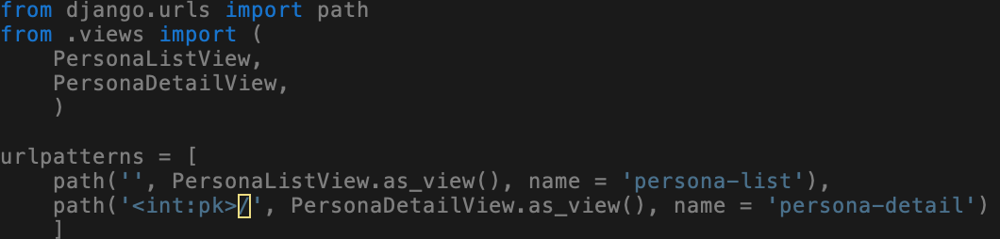 from django.urls import path
from .views import (
    PersonaListView,
    PersonaDetailView,
    )
urlpatterns = [
    path('', PersonaListView.as_view(), name = 'persona-list'),
    path('<int:pk>/', PersonaDetailView.as_view(), name = 'persona-detail')
    ]